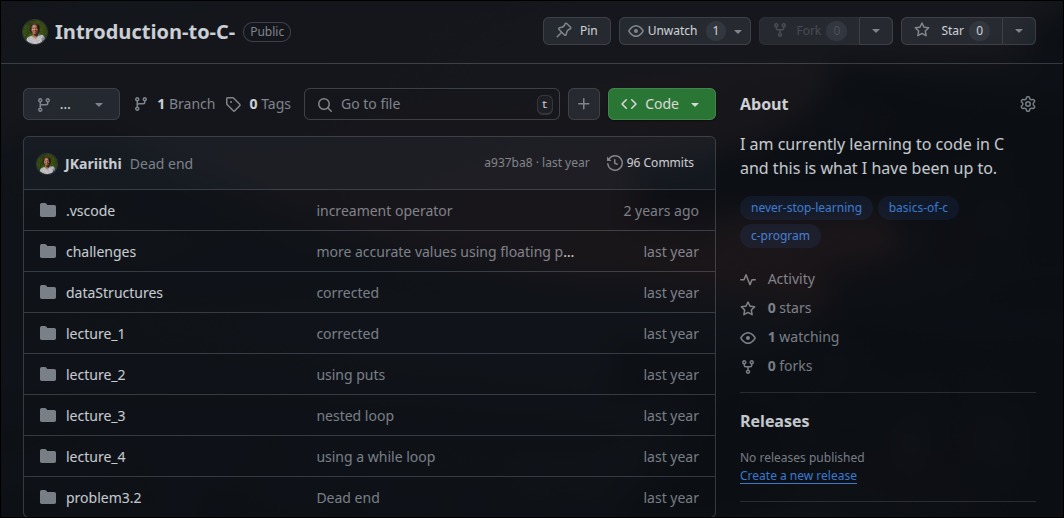 Introduction-to-C- Public Pin Unwatch 1 Fork 0 Star 0
... 1 Branch 0 Tags Go to file t Code
JKariithi Dead end a937ba8 · last year 96 Commits
.vscode increament operator 2 years ago
challenges more accurate values using floating p... last year
dataStructures corrected last year
lecture_1 corrected last year
lecture_2 using puts last year
lecture_3 nested loop last year
lecture_4 using a while loop last year
problem3.2 Dead end last year
About
I am currently learning to code in C
and this is what I have been up to.
never-stop-learning basics-of-c
c-program
Activity
0 stars
1 watching
0 forks
Releases
No releases published
Create a new release